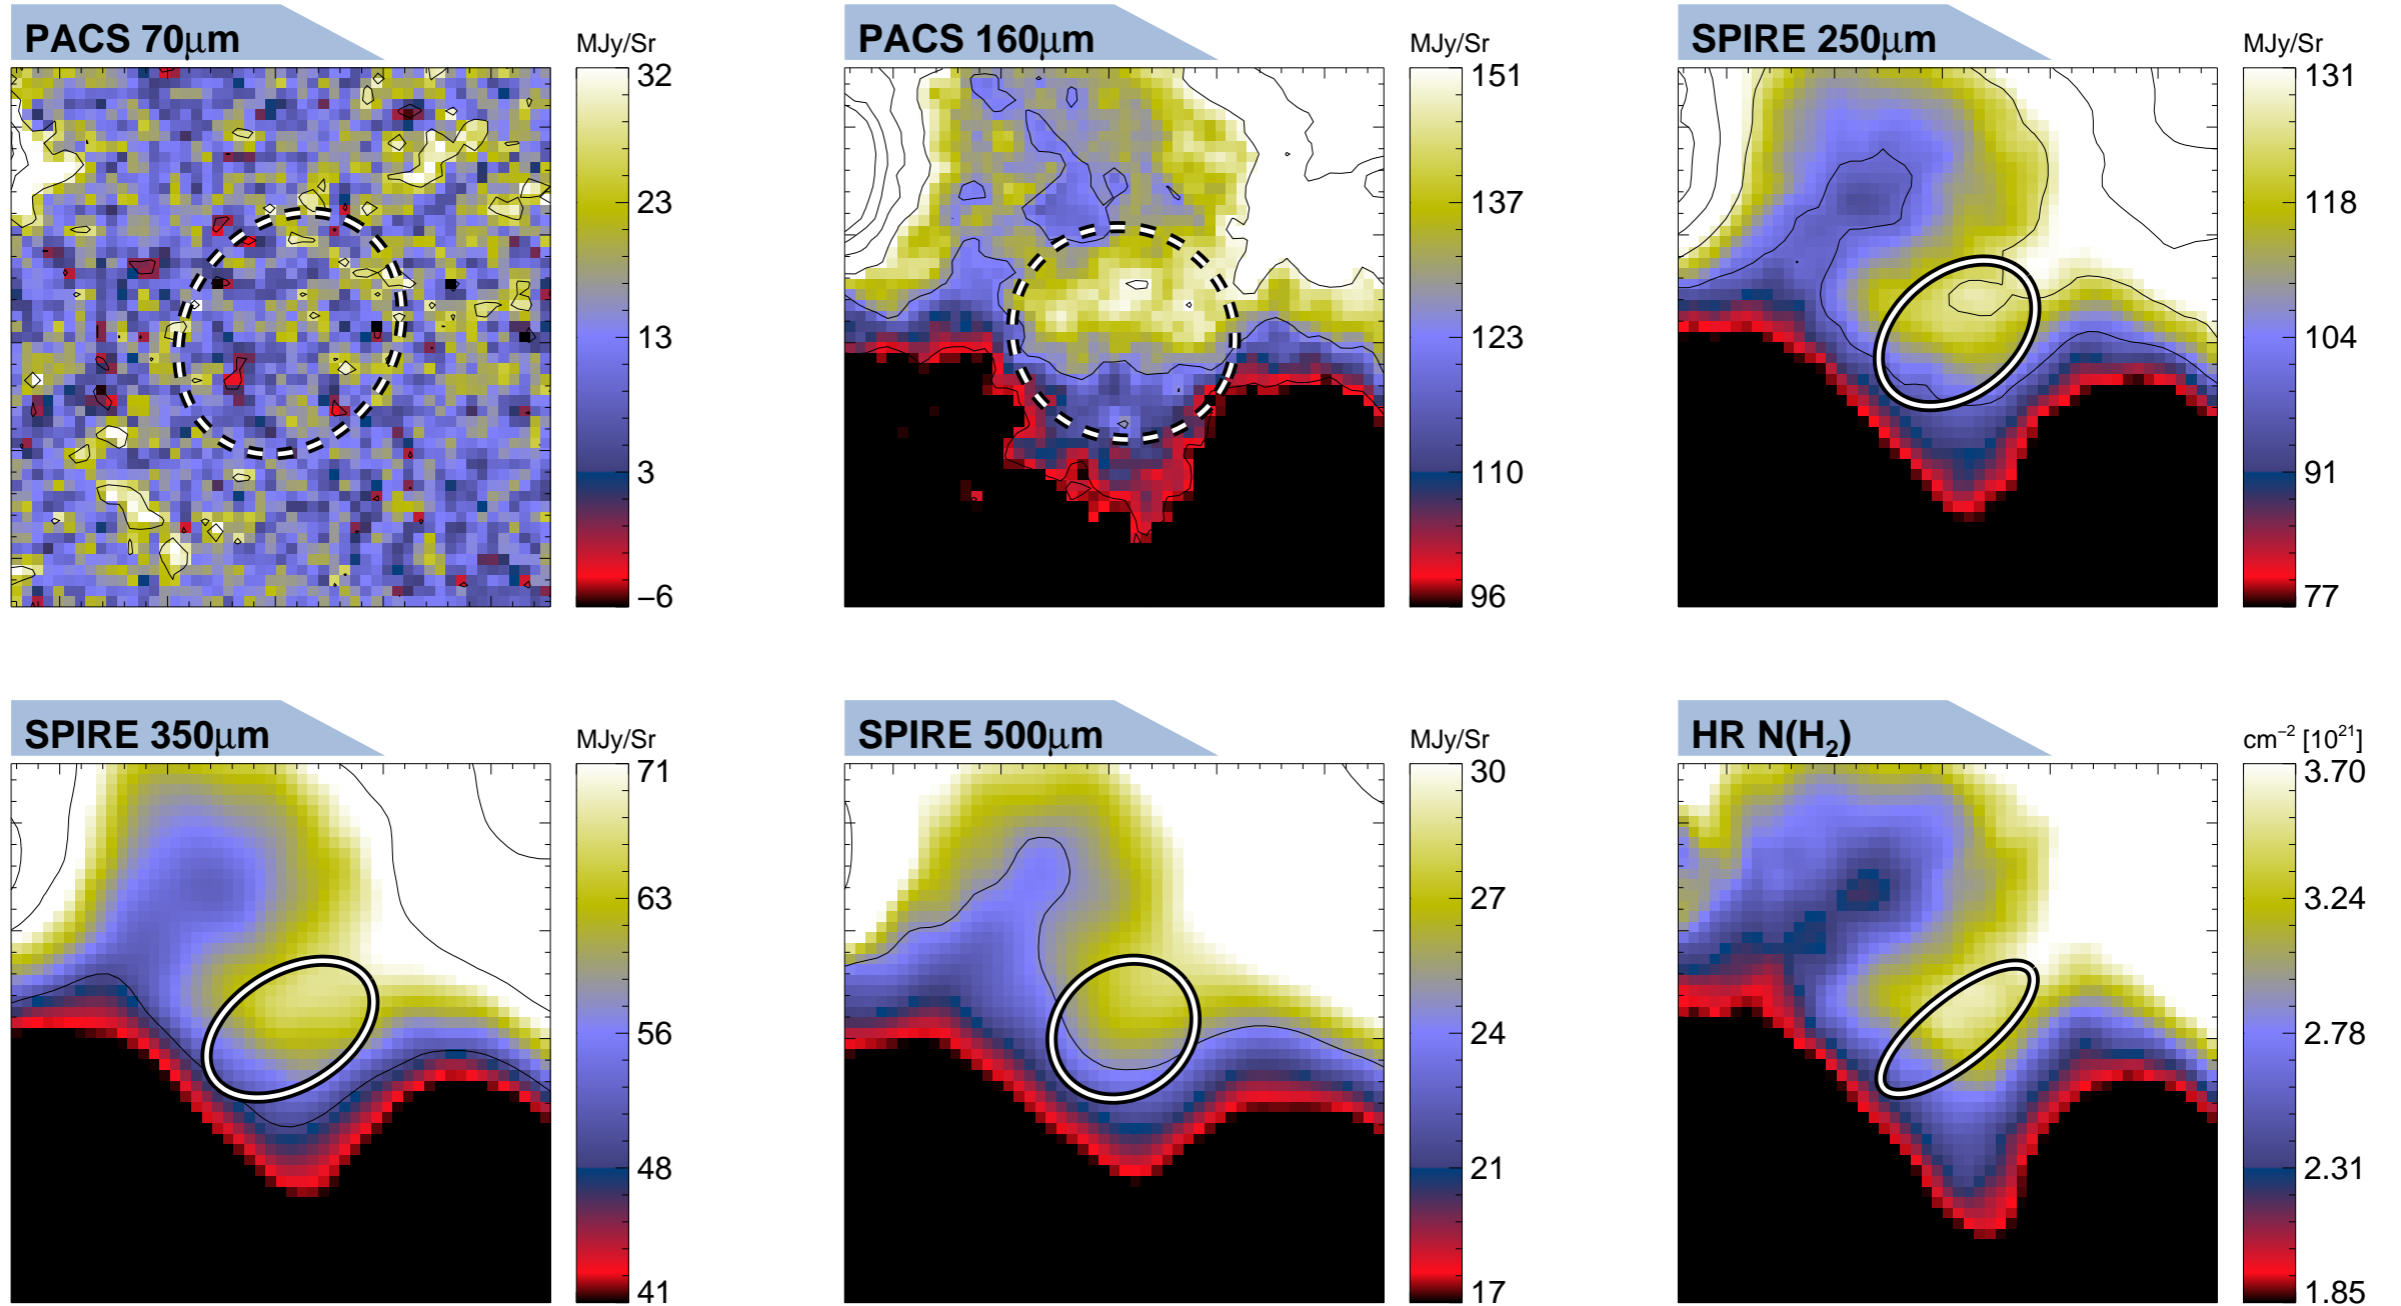 PACS 70μm
MJy/Sr
32
23
13
3
−6
PACS 160μm
MJy/Sr
151
137
123
110
96
SPIRE 250μm
MJy/Sr
131
118
104
91
77
SPIRE 350μm
MJy/Sr
71
63
56
48
41
SPIRE 500μm
MJy/Sr
30
27
24
21
17
HR N(H₂)
cm⁻² [10²¹]
3.70
3.24
2.78
2.31
1.85